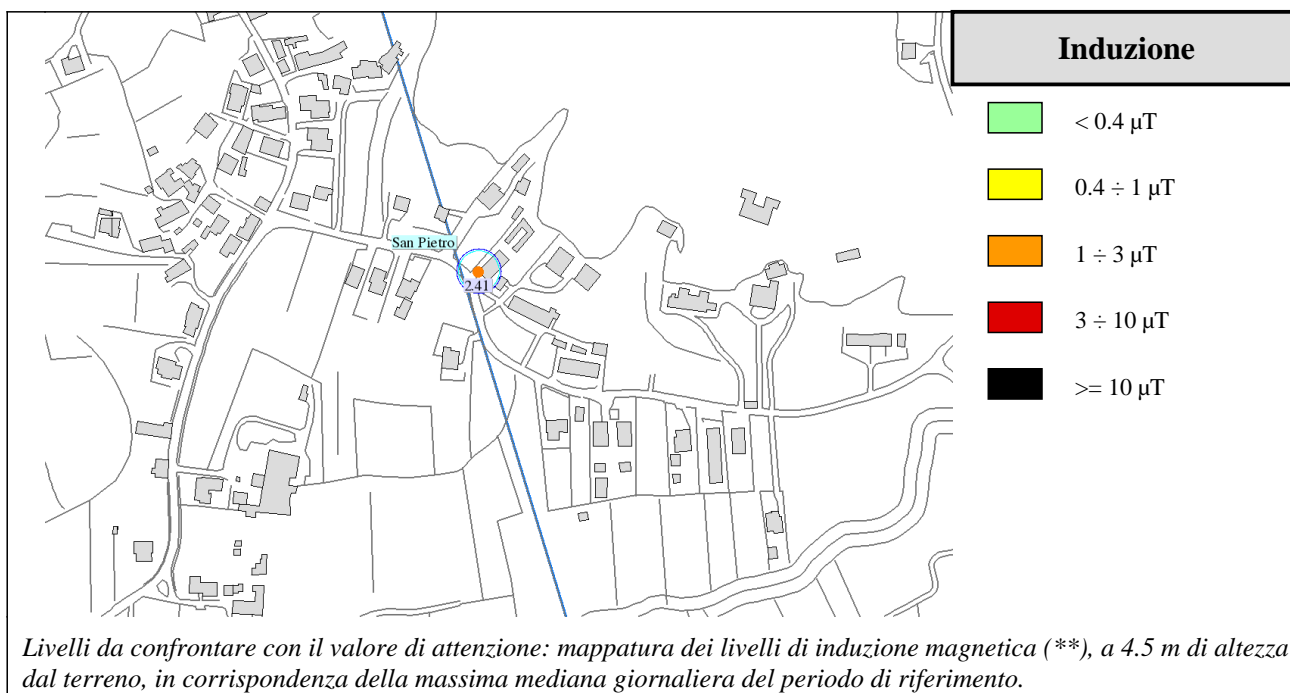 Induzione
< 0.4 µT
0.4 ÷ 1 µT
1 ÷ 3 µT
3 ÷ 10 µT
>= 10 µT
San Pietro
2.41
Livelli da confrontare con il valore di attenzione: mappatura dei livelli di induzione magnetica (**), a 4.5 m di altezza
dal terreno, in corrispondenza della massima mediana giornaliera del periodo di riferimento.